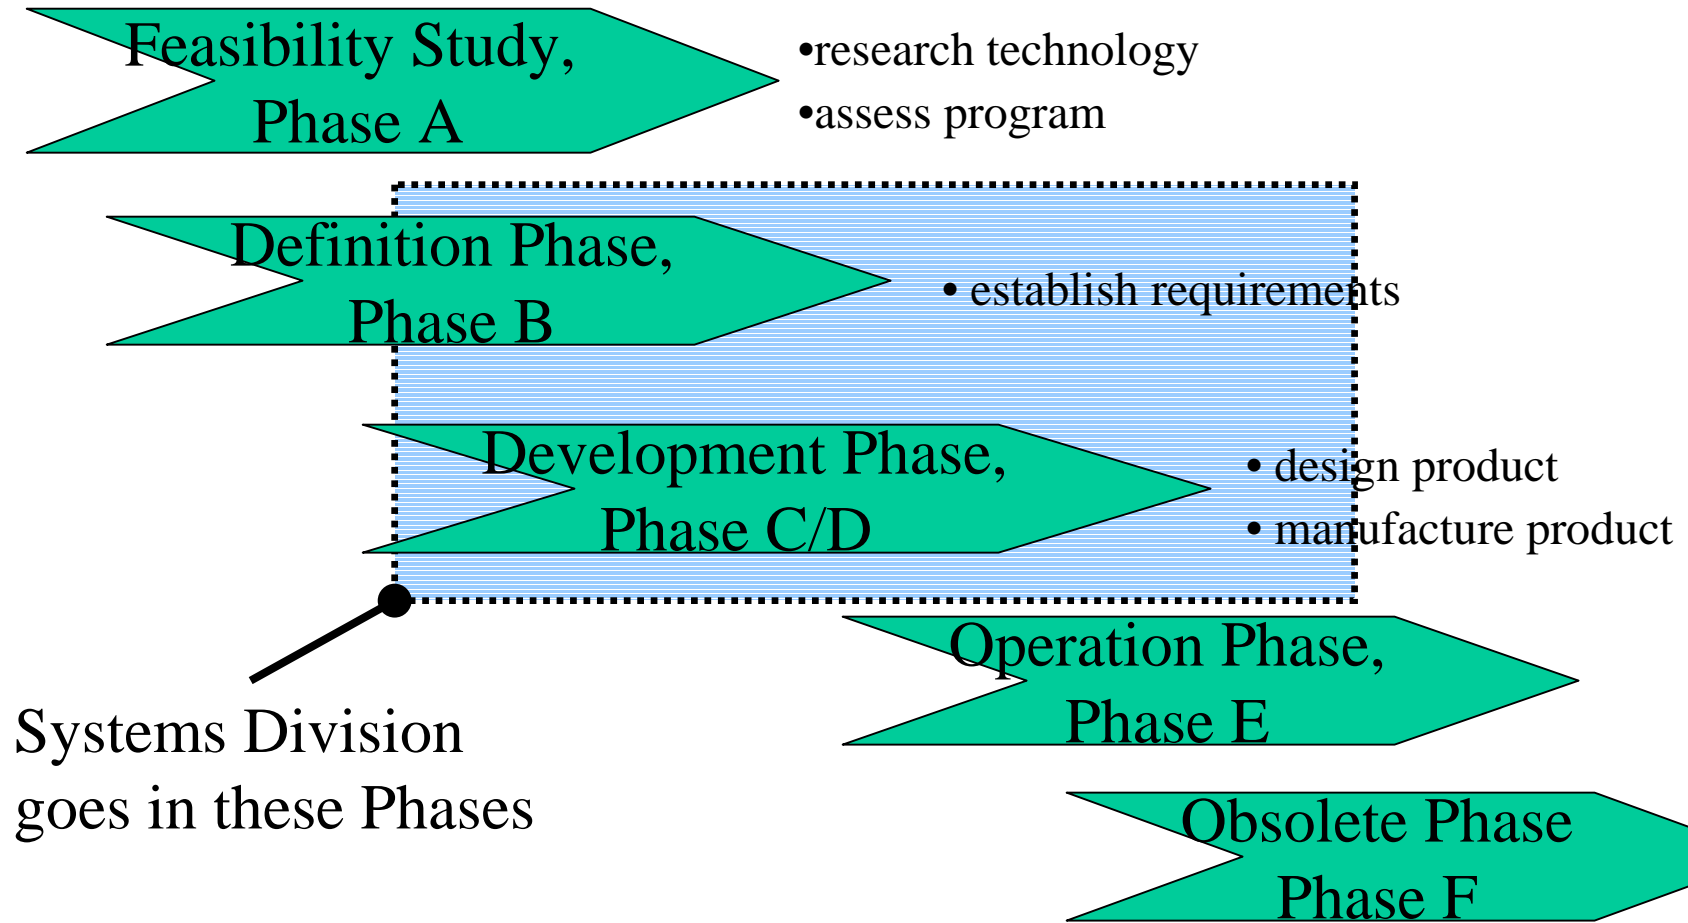 Feasibility Study,
Phase A
•research technology
•assess program
Definition Phase,
Phase B
• establish requirements
Development Phase,
Phase C/D
• design product
• manufacture product
Operation Phase,
Phase E
Systems Division
goes in these Phases
Obsolete Phase
Phase F